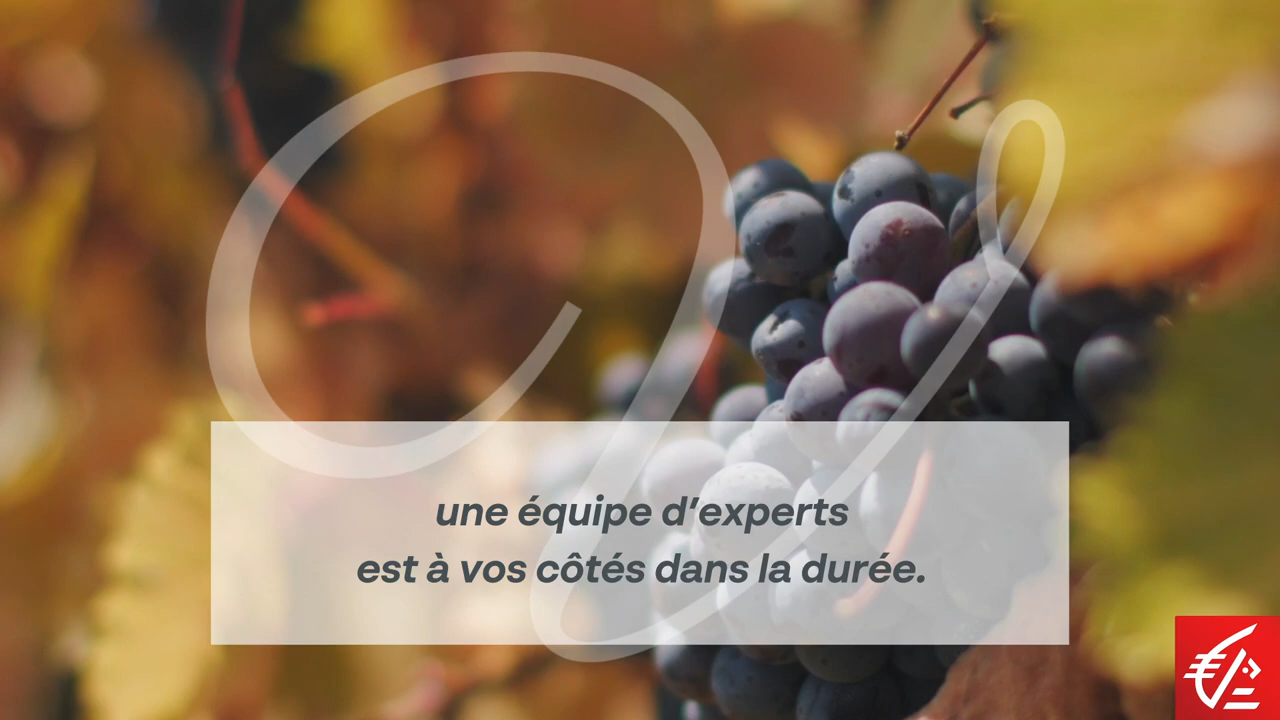 une équipe d’experts
est à vos côtés dans la durée.